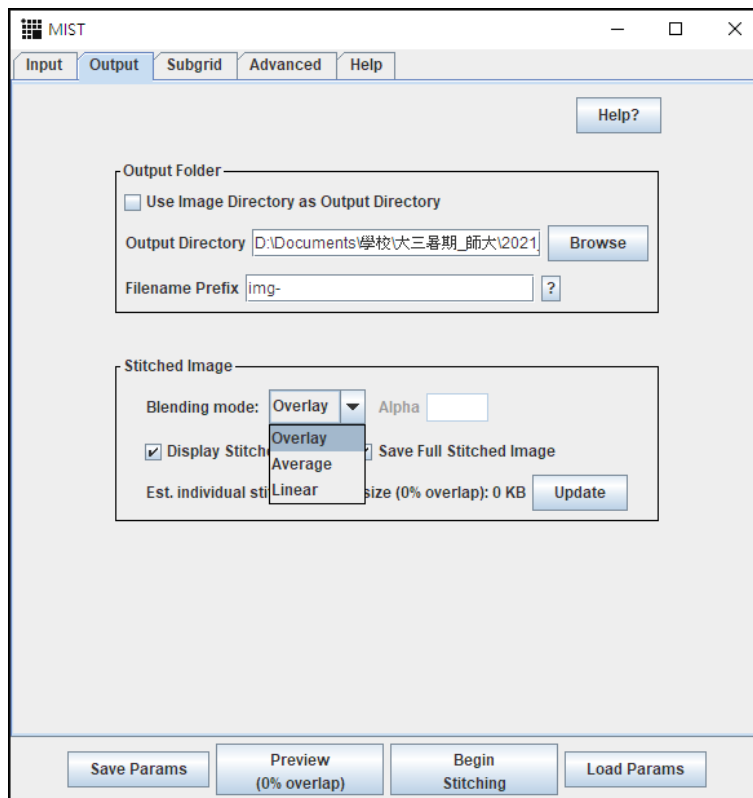 MIST
Input Output Subgrid Advanced Help
Help?
Output Folder
Use Image Directory as Output Directory
Output Directory D:\Documents\學校\大三暑期_師大\2021_ Browse
Filename Prefix img- ?
Stitched Image
Blending mode: Overlay Alpha
Overlay
Display Stitch Save Full Stitched Image
Average
Est. individual sti size (0% overlap): 0 KB Update
Linear
Save Params Preview (0% overlap) Begin Stitching Load Params